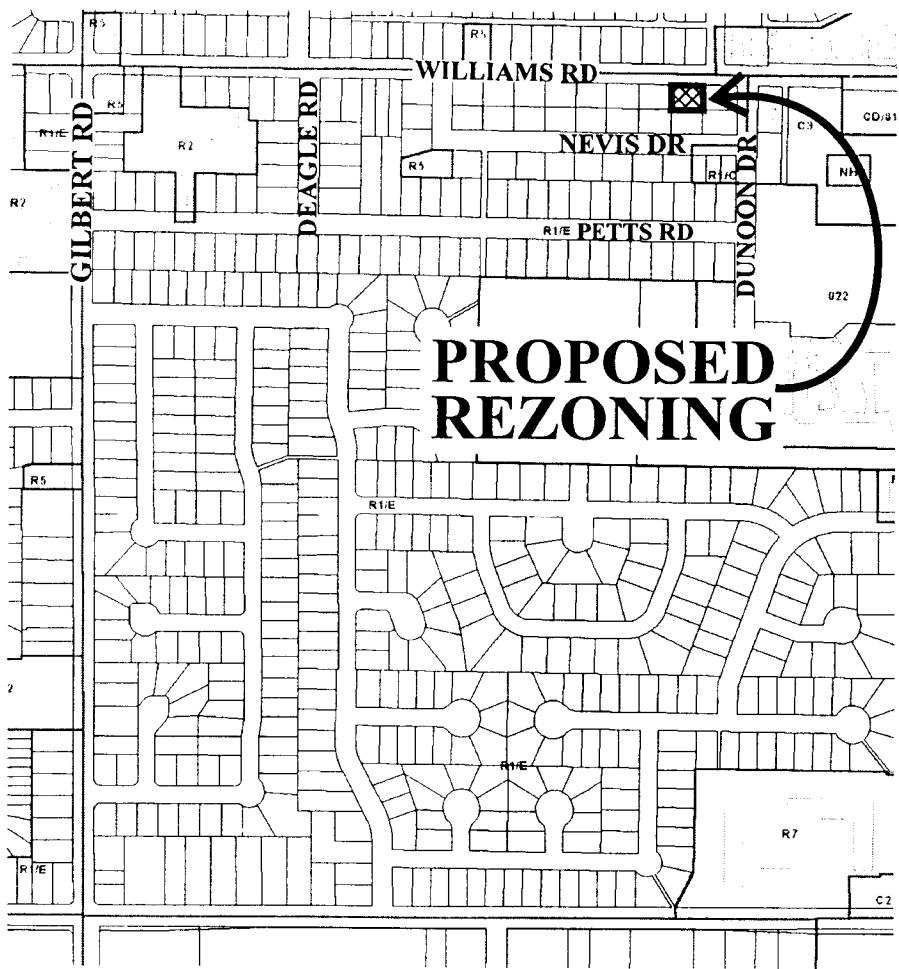 R5
R5
WILLIAMS RD
GILBERT RD
R5
R1/E
R2
DEAGLE RD
C3
CD/81
NEVIS DR
DUNOON DR
R5
R1/C
NH
R2
R1/E
PETTS RD
PROPOSED
REZONING
R5
R1/E
R1/E
R7
R1/E
C2